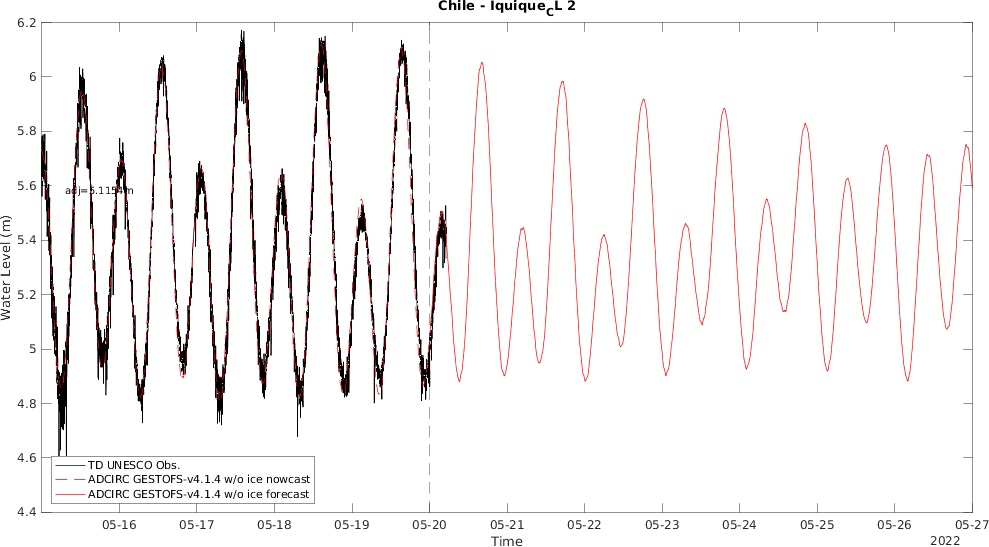 Chile - Iquique_CL 2
6.2
6
5.8
5.6
5.4
5.2
5
4.8
4.6
4.4
Water Level (m)
adj=5.1154m
TD UNESCO Obs.
ADCIRC GESTOFS-v4.1.4 w/o ice nowcast
ADCIRC GESTOFS-v4.1.4 w/o ice forecast
05-16 05-17 05-18 05-19 05-20 05-21 05-22 05-23 05-24 05-25 05-26 05-27
Time
2022